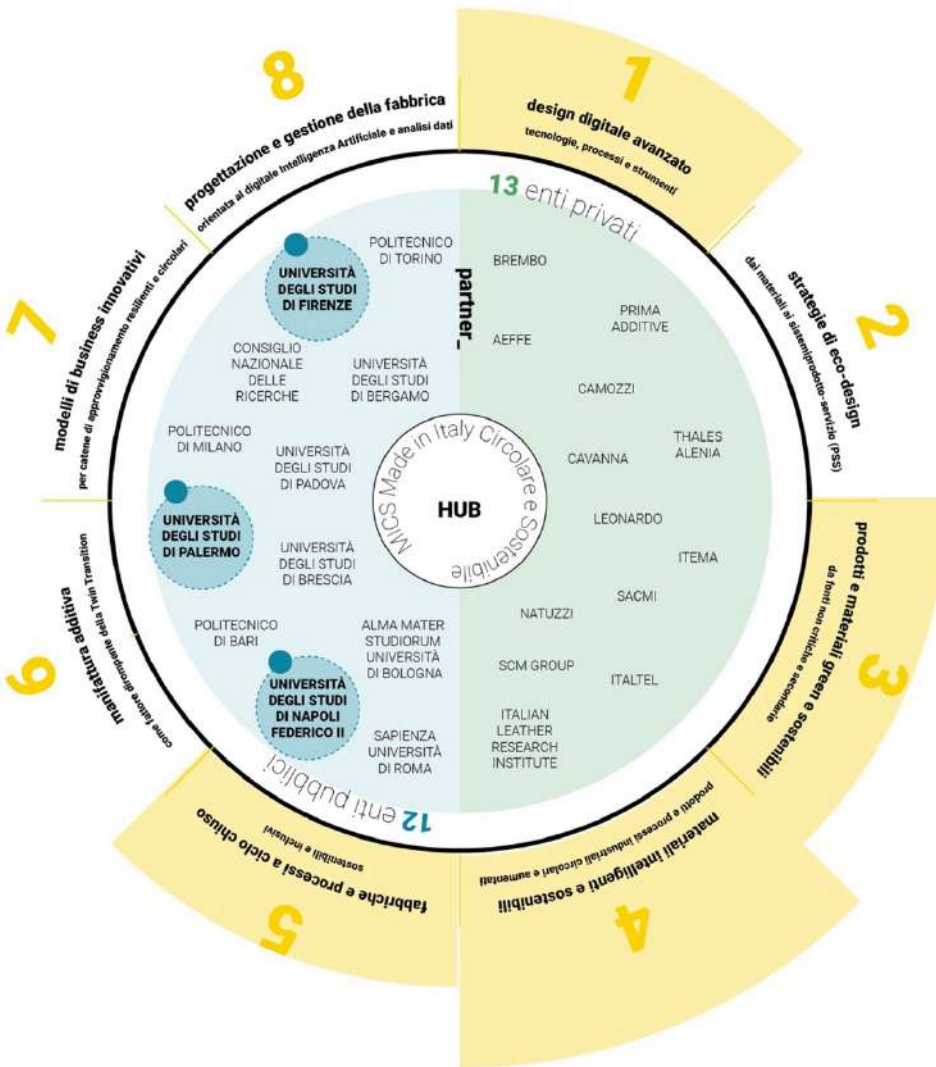 1
design digitale avanzato
tecnologie, processi e strumenti
2
strategie di eco-design
dai materiali ai sistemiprodotto-servizio (PSS)
3
prodotti e materiali green e sostenibili
da fonti non critiche e secondarie
4
materiali intelligenti e sostenibili
prodotti e processi industriali circolari e aumentati
5
fabbriche e processi a ciclo chiuso
sostenibili e inclusivi
6
manifattura additiva
come fattore dirompente della Twin Transition
7
modelli di business innovativi
per catene di approvvigionamento resilienti e circolari
8
progettazione e gestione della fabbrica
orientata al digitale Intelligenza Artificiale e analisi dati
13 enti privati
partner_
BREMBO
PRIMA
ADDITIVE
AEFFE
CAMOZZI
THALES
ALENIA
CAVANNA
LEONARDO
ITEMA
SACMI
NATUZZI
SCM GROUP
ITALTEL
ITALIAN
LEATHER
RESEARCH
INSTITUTE
MICS Made in Italy Circolare e Sostenibile
HUB
POLITECNICO
DI TORINO
UNIVERSITÀ
DEGLI STUDI
DI FIRENZE
CONSIGLIO
NAZIONALE
DELLE
RICERCHE
UNIVERSITÀ
DEGLI STUDI
DI BERGAMO
POLITECNICO
DI MILANO
UNIVERSITÀ
DEGLI STUDI
DI PADOVA
UNIVERSITÀ
DEGLI STUDI
DI PALERMO
UNIVERSITÀ
DEGLI STUDI
DI BRESCIA
POLITECNICO
DI BARI
ALMA MATER
STUDIORUM
UNIVERSITÀ
DI BOLOGNA
UNIVERSITÀ
DEGLI STUDI
DI NAPOLI
FEDERICO II
SAPIENZA
UNIVERSITÀ
DI ROMA
12 enti pubblici